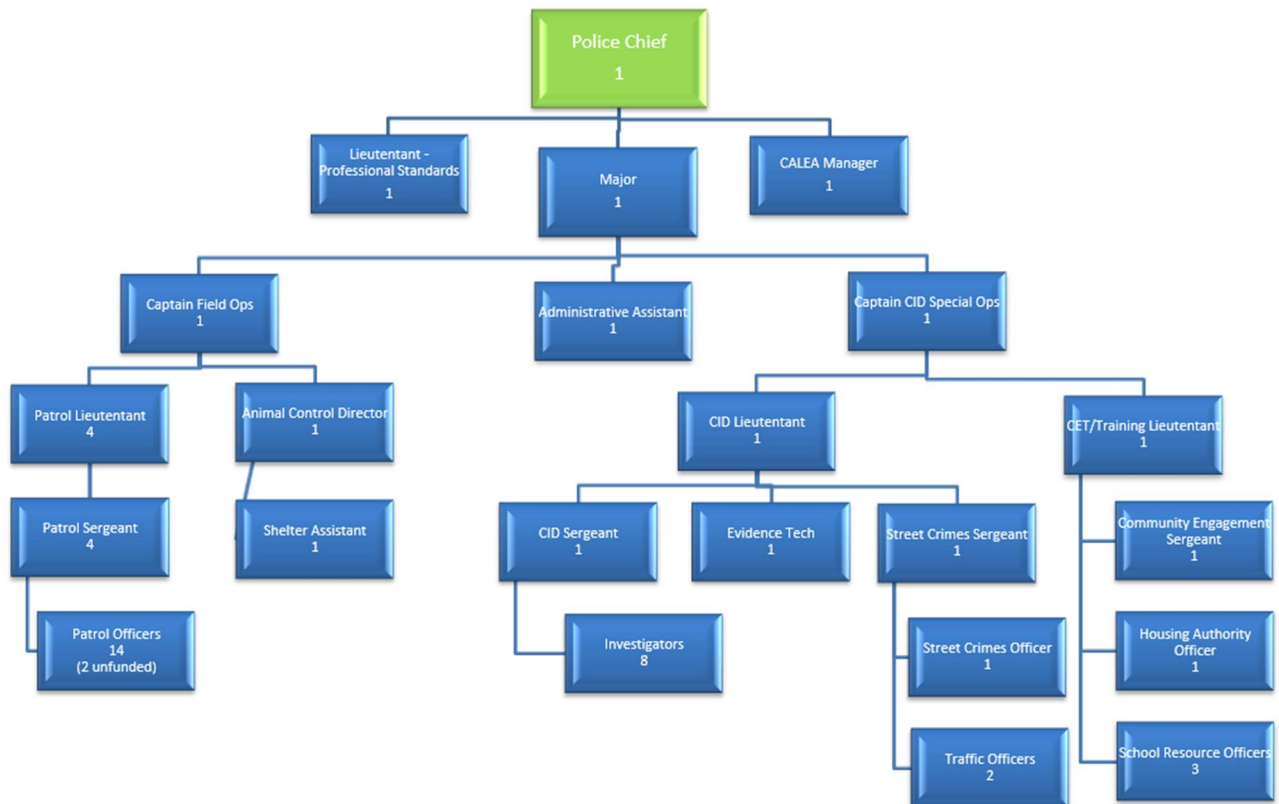 Police Chief
1
Lieutentant -
Professional Standards
1
Major
1
CALEA Manager
1
Captain Field Ops
1
Administrative Assistant
1
Captain CID Special Ops
1
Patrol Lieutentant
4
Animal Control Director
1
CID Lieutentant
1
CET/Training Lieutentant
1
Patrol Sergeant
4
Shelter Assistant
1
CID Sergeant
1
Evidence Tech
1
Street Crimes Sergeant
1
Community Engagement
Sergeant
1
Patrol Officers
14
(2 unfunded)
Investigators
8
Street Crimes Officer
1
Housing Authority
Officer
1
Traffic Officers
2
School Resource Officers
3